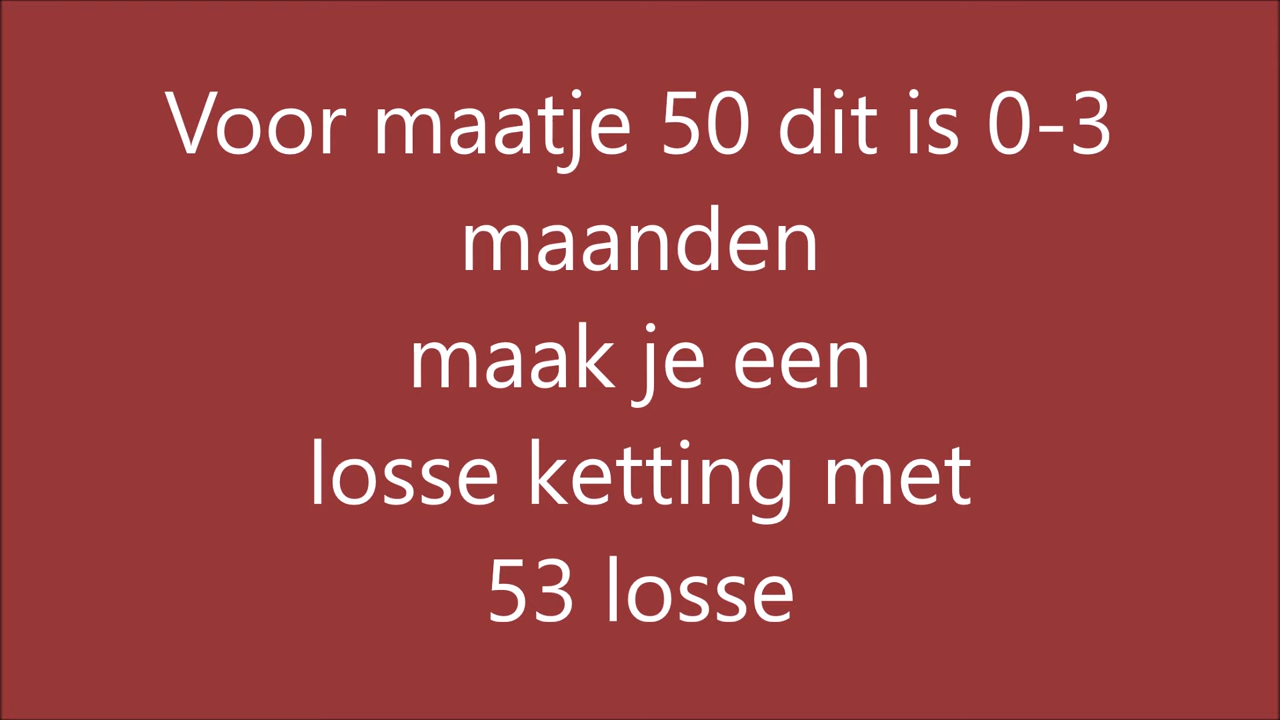 Voor maatje 50 dit is 0-3
maanden
maak je een
losse ketting met
53 losse